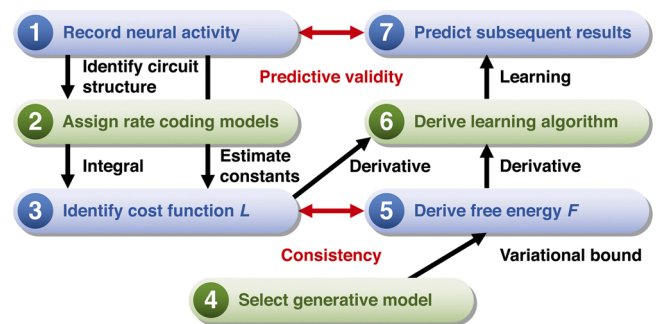 1 Record neural activity
7 Predict subsequent results
Identify circuit
structure
Predictive validity
Learning
2 Assign rate coding models
6 Derive learning algorithm
Integral
Estimate
constants
Derivative
Derivative
3 Identify cost function L
5 Derive free energy F
Consistency
Variational bound
4 Select generative model